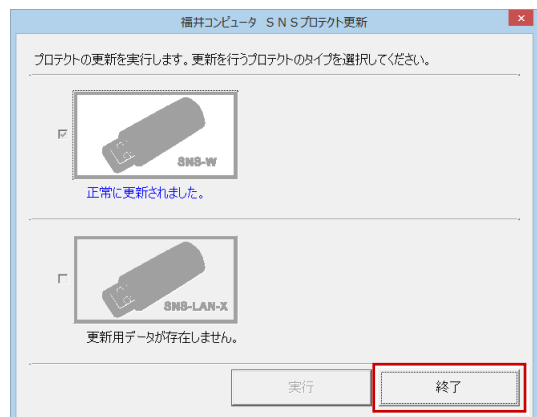 福井コンピュータ SNSプロテクト更新
プロテクトの更新を実行します。更新を行うプロテクトのタイプを選択してください。
SNS-W
正常に更新されました。
SNS-LAN-X
更新用データが存在しません。
実行
終了